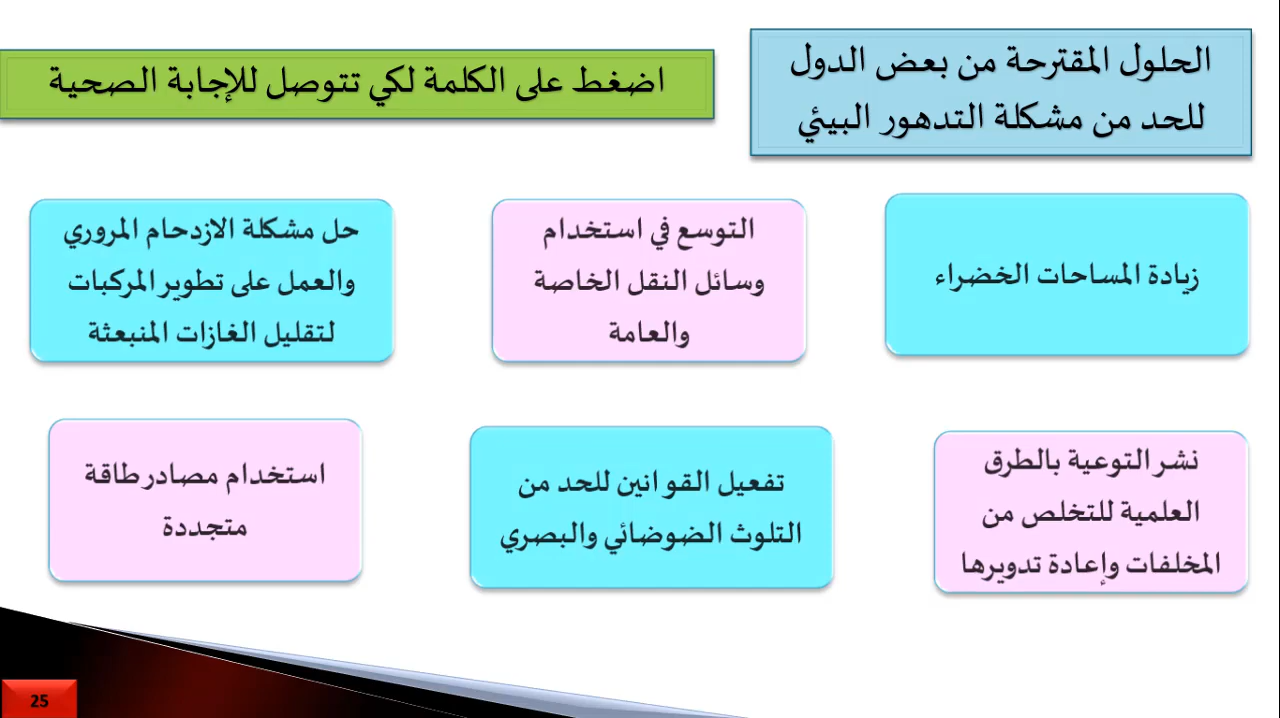 الحلول المقترحة من بعض الدول
للحد من مشكلة التدهور البيئي
اضغط على الكلمة لكي تتوصل للإجابة الصحية
زيادة المساحات الخضراء
التوسع في استخدام
وسائل النقل الخاصة
والعامة
حل مشكلة الازدحام المروري
والعمل على تطوير المركبات
لتقليل الغازات المنبعثة
نشر التوعية بالطرق
العلمية للتخلص من
المخلفات وإعادة تدويرها
تفعيل القوانين للحد من
التلوث الضوضائي والبصري
استخدام مصادر طاقة
متجددة
25